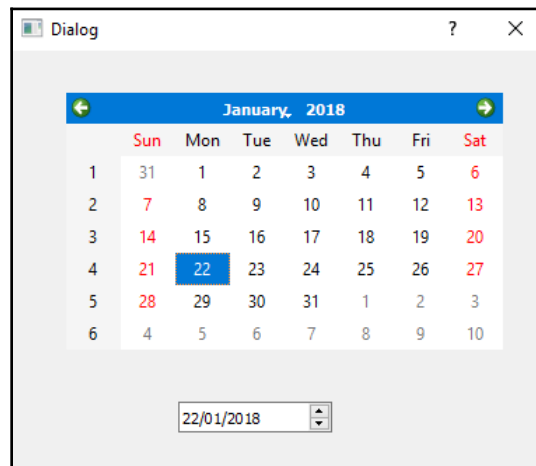 Dialog ?
January, 2018
Sun Mon Tue Wed Thu Fri Sat
1 31 1 2 3 4 5 6
2 7 8 9 10 11 12 13
3 14 15 16 17 18 19 20
4 21 22 23 24 25 26 27
5 28 29 30 31 1 2 3
6 4 5 6 7 8 9 10
22/01/2018